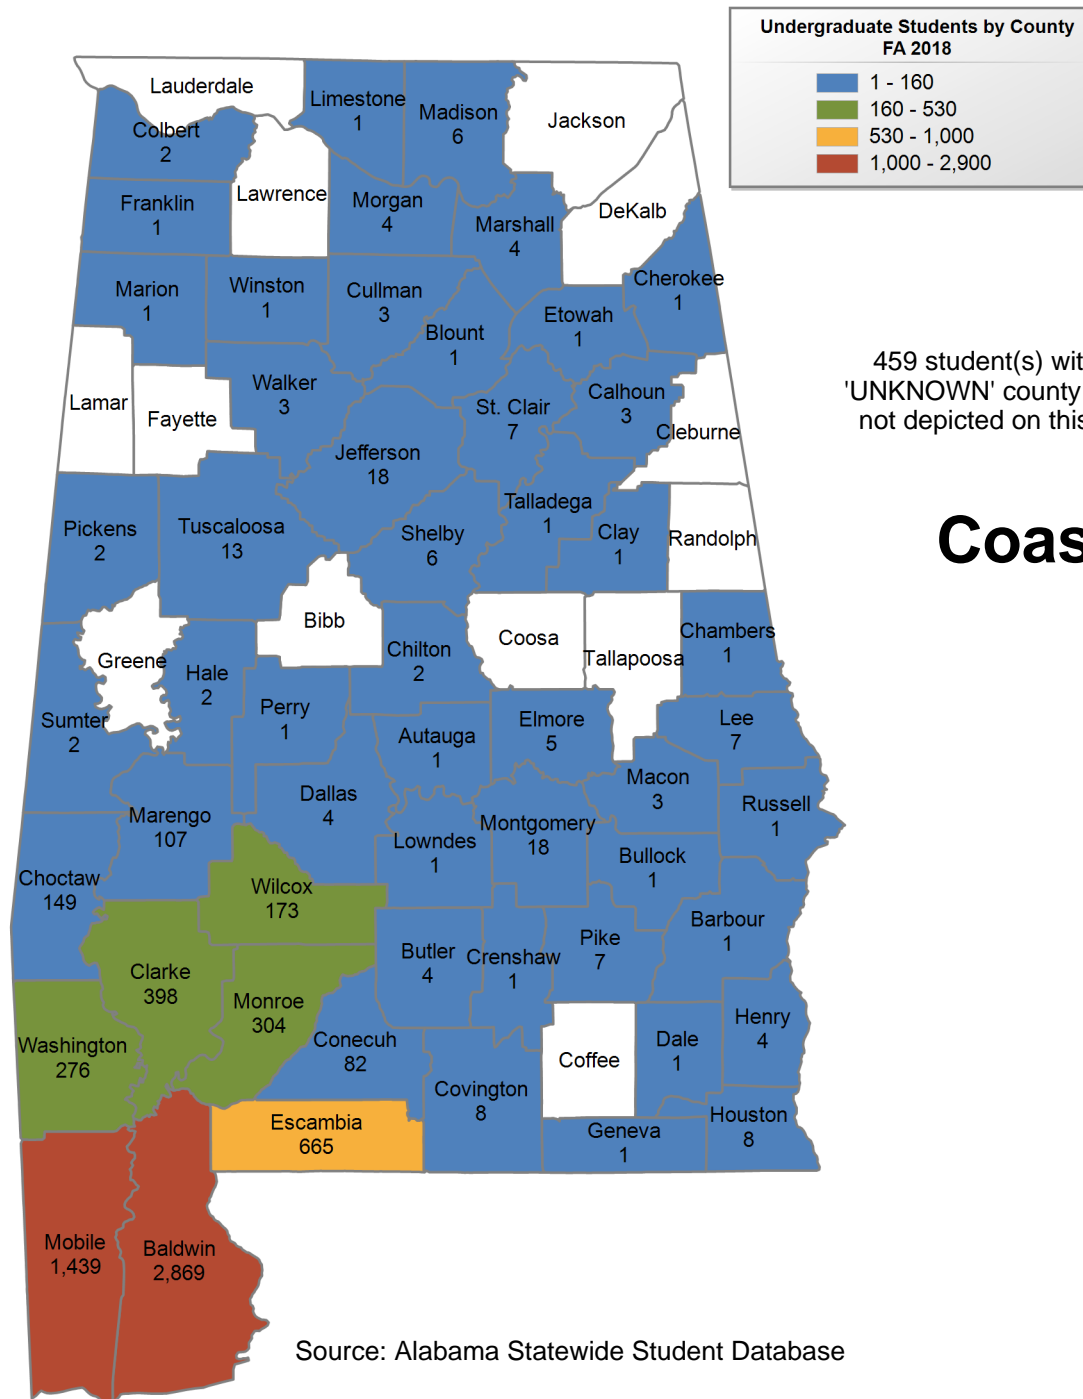 Undergraduate Students by County
FA 2018
1 - 160
160 - 530
530 - 1,000
1,000 - 2,900
Lauderdale
Limestone
1
Madison
6
Jackson
Colbert
2
Lawrence
Franklin
1
Morgan
4
Marshall
4
DeKalb
Cherokee
1
Marion
1
Winston
1
Cullman
3
Blount
1
Etowah
1
459 student(s) wit
'UNKNOWN' county
not depicted on this
Lamar
Fayette
Walker
3
St. Clair
7
Calhoun
3
Cleburne
Jefferson
18
Pickens
2
Tuscaloosa
13
Shelby
6
Talladega
1
Clay
1
Randolph
Coas
Greene
Hale
2
Bibb
Chilton
2
Coosa
Tallapoosa
Chambers
1
Sumter
2
Perry
1
Autauga
1
Elmore
5
Lee
7
Marengo
107
Dallas
4
Lowndes
1
Montgomery
18
Macon
3
Russell
1
Bullock
1
Choctaw
149
Wilcox
173
Butler
4
Crenshaw
1
Pike
7
Barbour
1
Clarke
398
Monroe
304
Washington
276
Conecuh
82
Covington
8
Coffee
Dale
1
Henry
4
Escambia
665
Geneva
1
Houston
8
Mobile
1,439
Baldwin
2,869
Source: Alabama Statewide Student Database